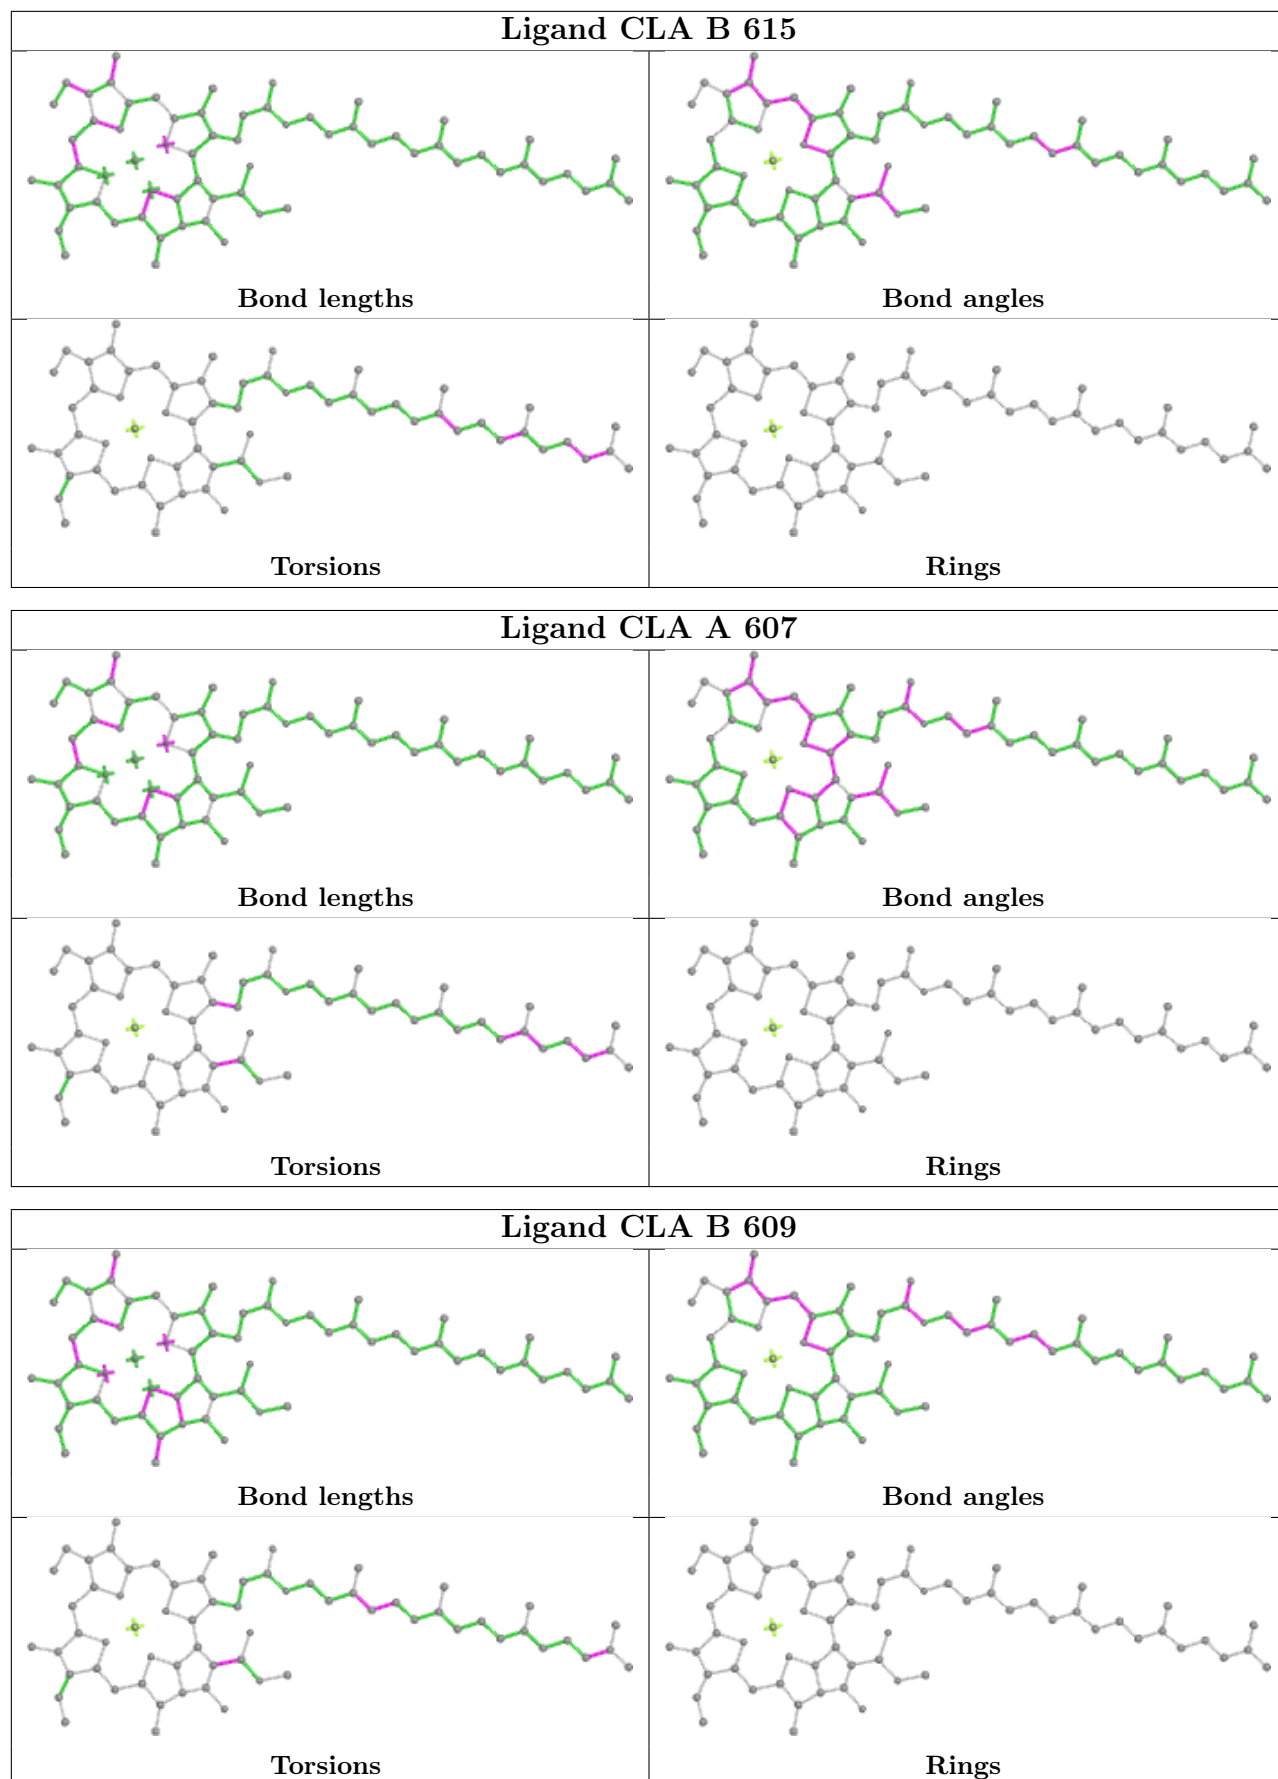 Ligand CLA B 615
Bond lengths
Bond angles
Torsions
Rings
Ligand CLA A 607
Bond lengths
Bond angles
Torsions
Rings
Ligand CLA B 609
Bond lengths
Bond angles
Torsions
Rings